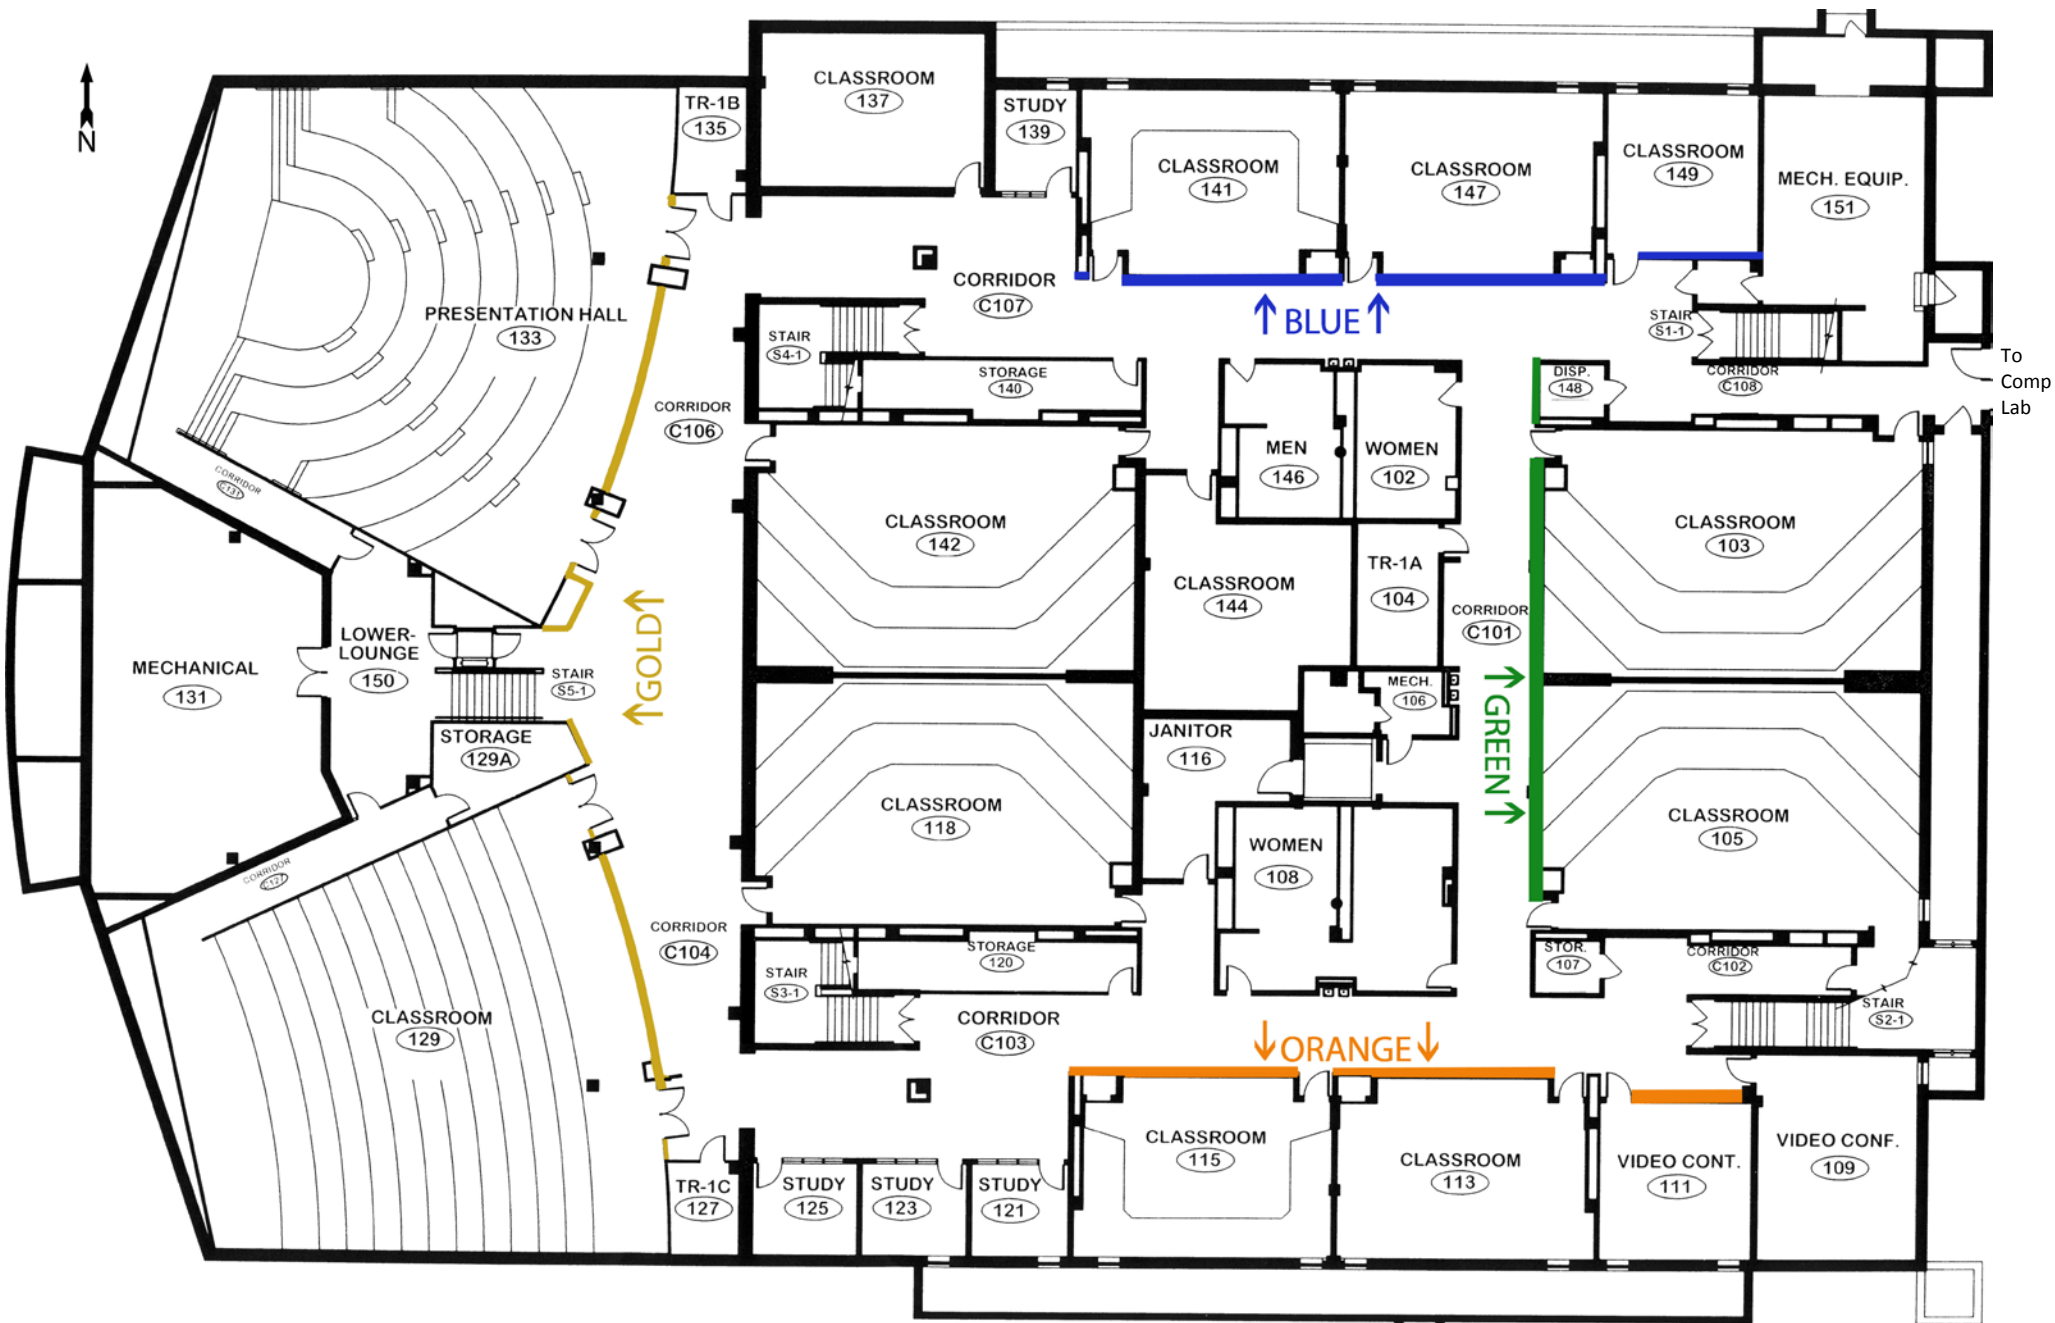 CLASSROOM
137
TR-1B
135
STUDY
139
CLASSROOM
141
CLASSROOM
147
CLASSROOM
149
MECH. EQUIP.
151
N
PRESENTATION HALL
133
CORRIDOR
C107
BLUE
STAIR
S4-1
STORAGE
140
STAIR
S1-1
DISP.
148
CORRIDOR
C108
To
Comp
Lab
CORRIDOR
C106
MEN
146
WOMEN
102
CORRIDOR
C131
CLASSROOM
142
CLASSROOM
103
TR-1A
104
CLASSROOM
144
CORRIDOR
C101
GOLD
LOWER-
LOUNGE
150
MECHANICAL
131
STAIR
S5-1
MECH.
106
GREEN
STORAGE
129A
JANITOR
116
CLASSROOM
118
CLASSROOM
105
WOMEN
108
CORRIDOR
C127
CORRIDOR
C104
STORAGE
120
STOR.
107
CORRIDOR
C102
STAIR
S3-1
CLASSROOM
129
CORRIDOR
C103
ORANGE
STAIR
S2-1
CLASSROOM
115
CLASSROOM
113
VIDEO CONT.
111
VIDEO CONF.
109
TR-1C
127
STUDY
125
STUDY
123
STUDY
121